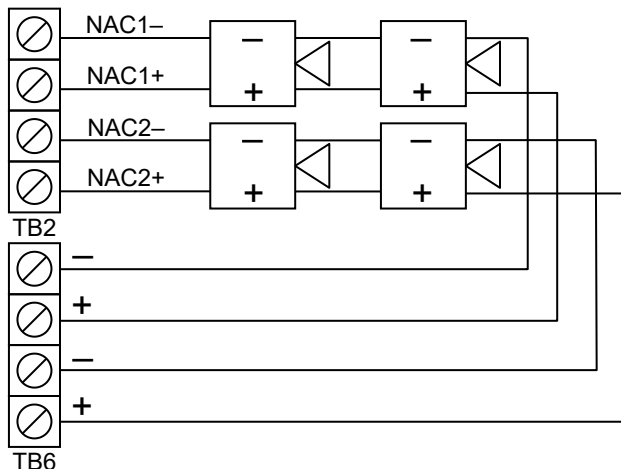 NAC1–
– –
NAC1+
+ +
NAC2–
– –
NAC2+
+ +
TB2
–
+
–
+
TB6